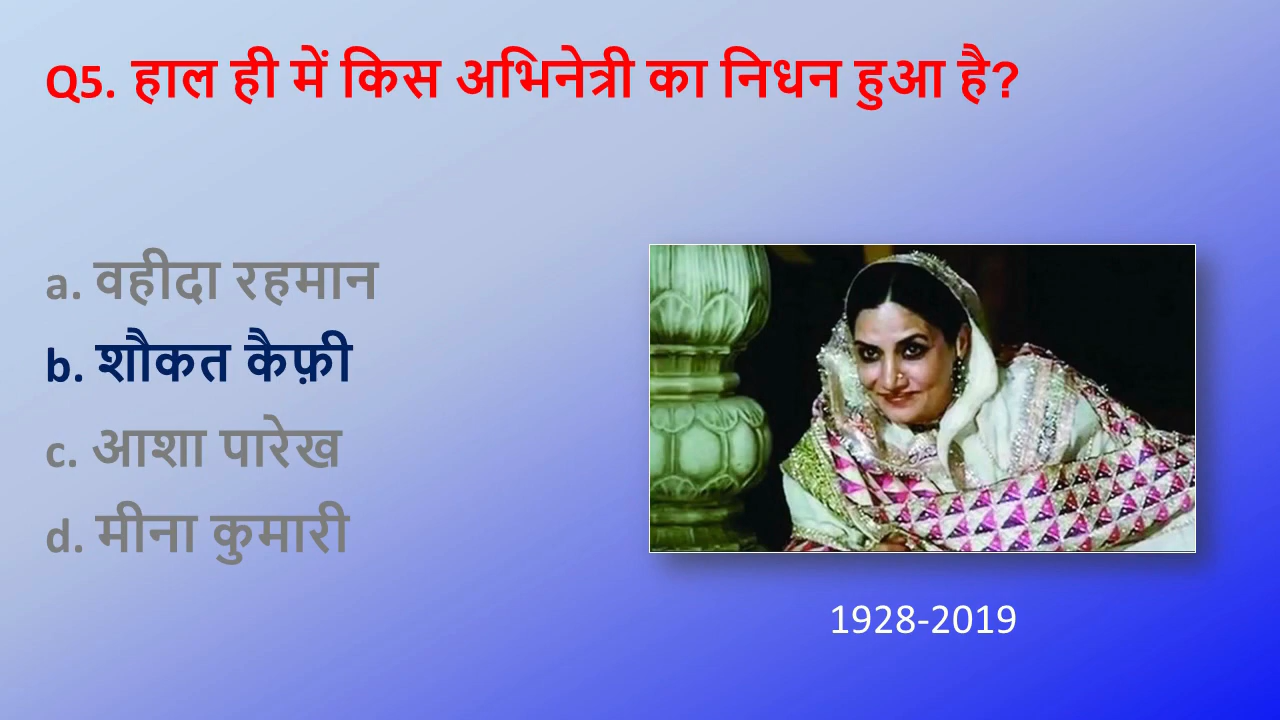 Q5. हाल ही में किस अभिनेत्री का निधन हुआ है?
a. वहीदा रहमान
b. शौकत कैफ़ी
c. आशा पारेख
d. मीना कुमारी
1928-2019